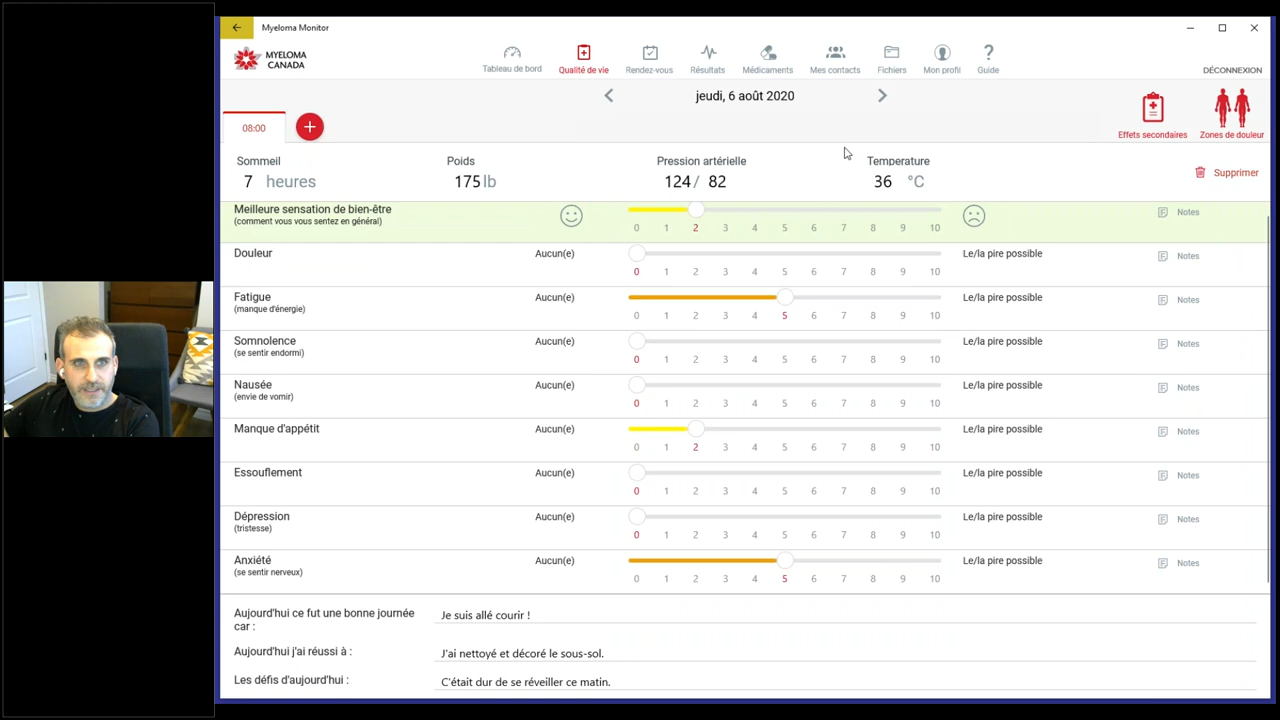 Myeloma Monitor
MYELOMA
CANADA
Tableau de bord
Qualité de vie
Rendez-vous
Résultats
Médicaments
Mes contacts
Fichiers
Mon profil
Guide
DÉCONNEXION
jeudi, 6 août 2020
08:00
Effets secondaires
Zones de douleur
Sommeil
7 heures
Poids
175 lb
Pression artérielle
124 / 82
Temperature
36 °C
Supprimer
Meilleure sensation de bien-être
(comment vous vous sentez en général)
0 1 2 3 4 5 6 7 8 9 10
Notes
Douleur
Aucun(e)
0 1 2 3 4 5 6 7 8 9 10
Le/la pire possible
Notes
Fatigue
(manque d'énergie)
Aucun(e)
0 1 2 3 4 5 6 7 8 9 10
Le/la pire possible
Notes
Somnolence
(se sentir endormi)
Aucun(e)
0 1 2 3 4 5 6 7 8 9 10
Le/la pire possible
Notes
Nausée
(envie de vomir)
Aucun(e)
0 1 2 3 4 5 6 7 8 9 10
Le/la pire possible
Notes
Manque d'appétit
Aucun(e)
0 1 2 3 4 5 6 7 8 9 10
Le/la pire possible
Notes
Essouflement
Aucun(e)
0 1 2 3 4 5 6 7 8 9 10
Le/la pire possible
Notes
Dépression
(tristesse)
Aucun(e)
0 1 2 3 4 5 6 7 8 9 10
Le/la pire possible
Notes
Anxiété
(se sentir nerveux)
Aucun(e)
0 1 2 3 4 5 6 7 8 9 10
Le/la pire possible
Notes
Aujourd'hui ce fut une bonne journée
car :
Je suis allé courir !
Aujourd'hui j'ai réussi à :
J'ai nettoyé et décoré le sous-sol.
Les défis d'aujourd'hui :
C'était dur de se réveiller ce matin.